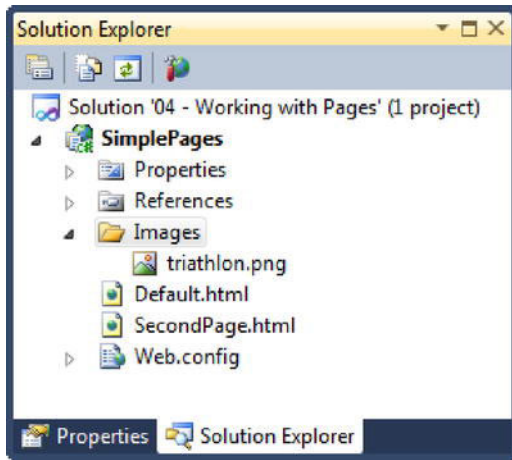 Solution Explorer
Solution '04 - Working with Pages' (1 project)
SimplePages
Properties
References
Images
triathlon.png
Default.html
SecondPage.html
Web.config
Properties Solution Explorer